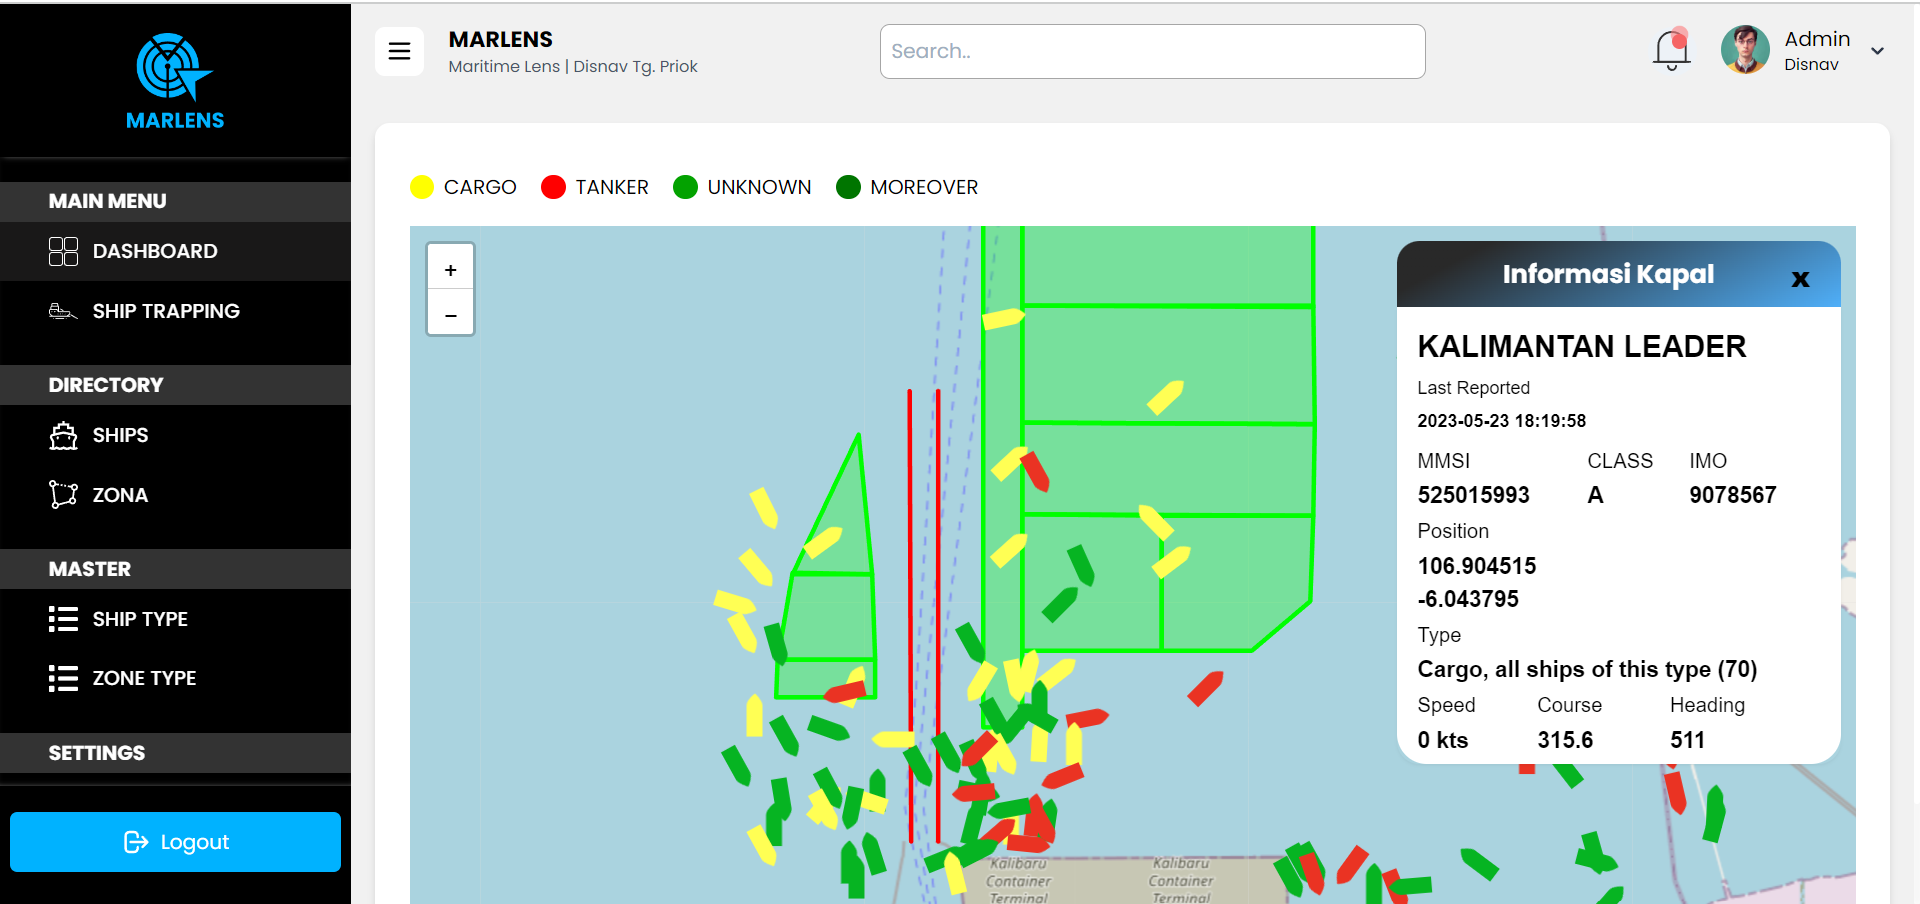 MARLENS
MAIN MENU
DASHBOARD
SHIP TRAPPING
DIRECTORY
SHIPS
ZONA
MASTER
SHIP TYPE
ZONE TYPE
SETTINGS
Logout
MARLENS
Maritime Lens | Disnav Tg. Priok
Search..
Admin
Disnav
CARGO TANKER UNKNOWN MOREOVER
+
−
Informasi Kapal x
KALIMANTAN LEADER
Last Reported
2023-05-23 18:19:58
MMSI CLASS IMO
525015993 A 9078567
Position
106.904515
-6.043795
Type
Cargo, all ships of this type (70)
Speed Course Heading
0 kts 315.6 511
Kalibaru
Container
Terminal
Kalibaru
Container
Terminal